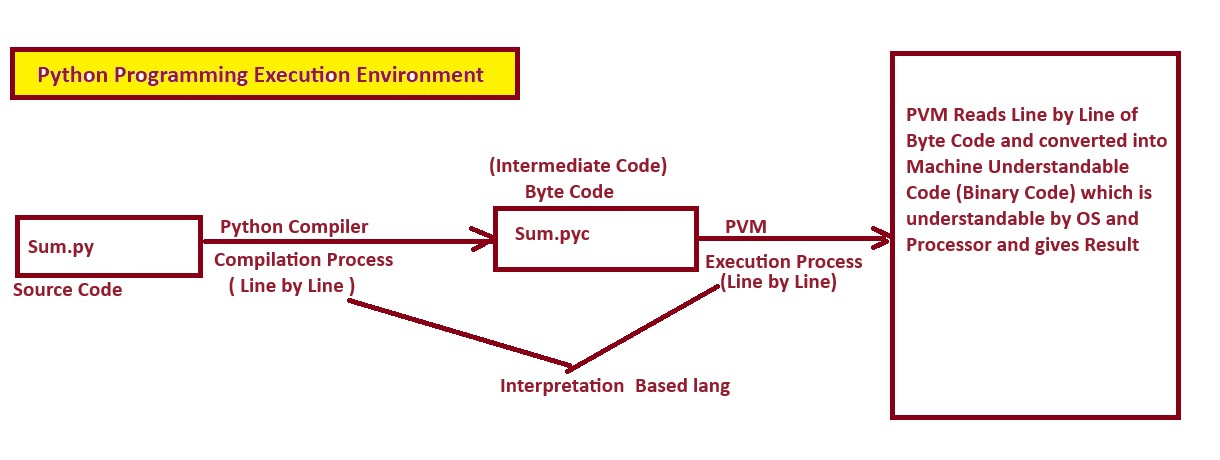 Python Programming Execution Environment
Sum.py
Source Code
Python Compiler
Compilation Process
( Line by Line )
(Intermediate Code)
Byte Code
Sum.pyc
PVM
Execution Process
(Line by Line)
Interpretation Based lang
PVM Reads Line by Line of
Byte Code and converted into
Machine Understandable
Code (Binary Code) which is
understandable by OS and
Processor and gives Result